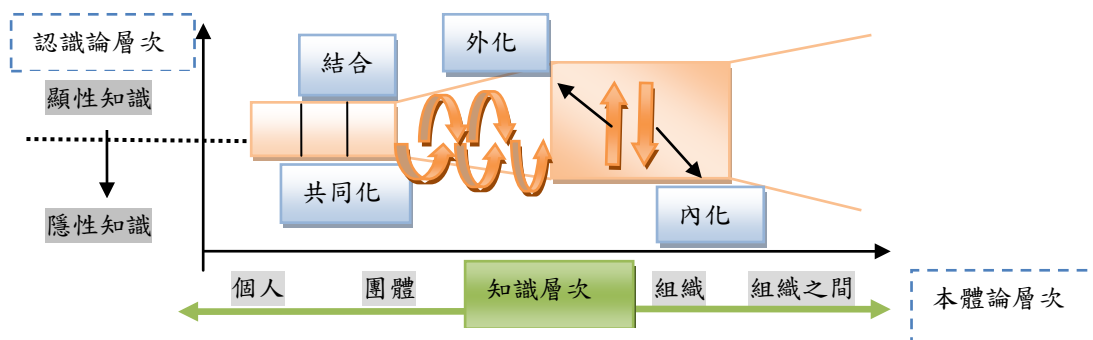 認識論層次
外化
結合
顯性知識
共同化
隱性知識
內化
個人
團體
知識層次
組織
組織之間
本體論層次